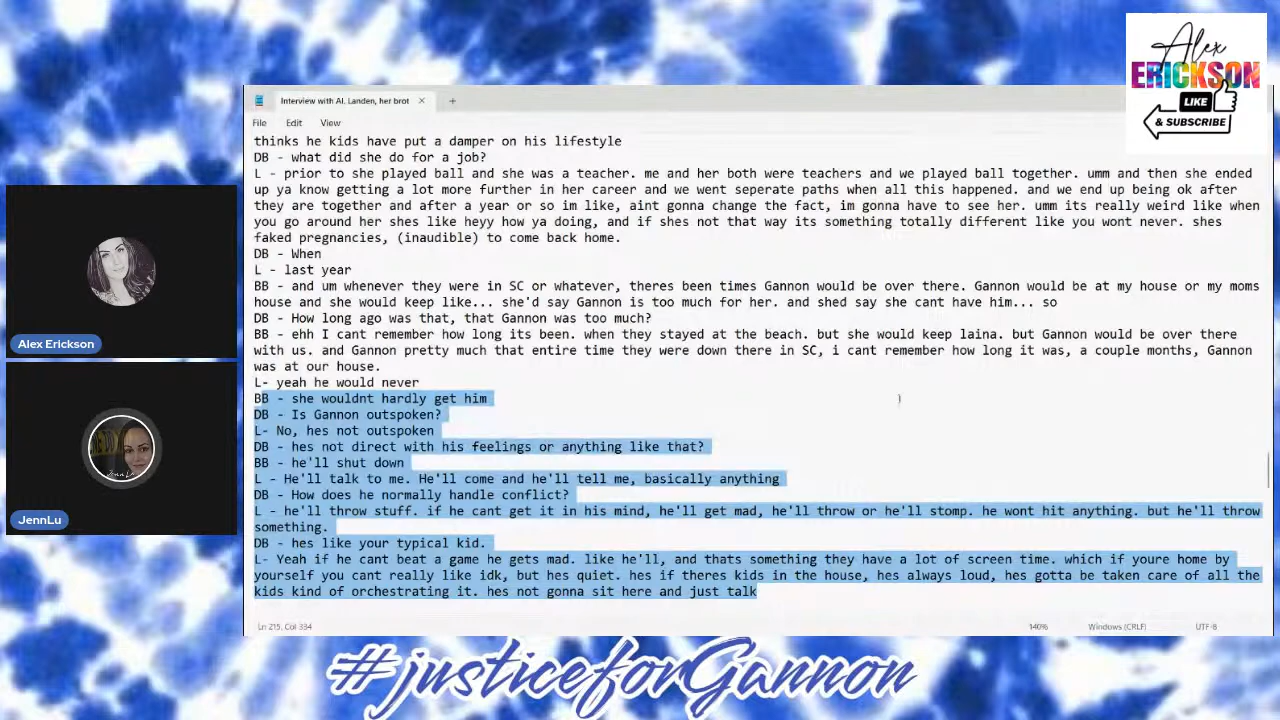 Alex
ERICKSON
LIKE
& SUBSCRIBE
Interview with Al, Landen, her brot
File Edit View
thinks he kids have put a damper on his lifestyle
DB - what did she do for a job?
L - prior to she played ball and she was a teacher. me and her both were teachers and we played ball together. umm and then she ended
up ya know getting a lot more further in her career and we went seperate paths when all this happened. and we end up being ok after
they are together and after a year or so im like, aint gonna change the fact, im gonna have to see her. umm its really weird like when
you go around her shes like heyy how ya doing, and if shes not that way its something totally different like you wont never. shes
faked pregnancies, (inaudible) to come back home.
DB - When
L - last year
BB - and um whenever they were in SC or whatever, theres been times Gannon would be over there. Gannon would be at my house or my moms
house and she would keep like... she'd say Gannon is too much for her. and shed say she cant have him... so
DB - How long ago was that, that Gannon was too much?
BB - ehh I cant remember how long its been. when they stayed at the beach. but she would keep laina. but Gannon would be over there
with us. and Gannon pretty much that entire time they were down there in SC, i cant remember how long it was, a couple months, Gannon
was at our house.
L- yeah he would never
BB - she wouldnt hardly get him
DB - Is Gannon outspoken?
L- No, hes not outspoken
DB - hes not direct with his feelings or anything like that?
BB - he'll shut down
L - He'll talk to me. He'll come and he'll tell me, basically anything
DB - How does he normally handle conflict?
L - he'll throw stuff. if he cant get it in his mind, he'll get mad, he'll throw or he'll stomp. he wont hit anything. but he'll throw
something.
DB - hes like your typical kid.
L- Yeah if he cant beat a game he gets mad. like he'll, and thats something they have a lot of screen time. which if youre home by
yourself you cant really like idk, but hes quiet. hes if theres kids in the house, hes always loud, hes gotta be taken care of all the
kids kind of orchestrating it. hes not gonna sit here and just talk
Ln 215, Col 334 140% Windows (CRLF) UTF-8
Alex Erickson
JennLu
#justiceforGannon